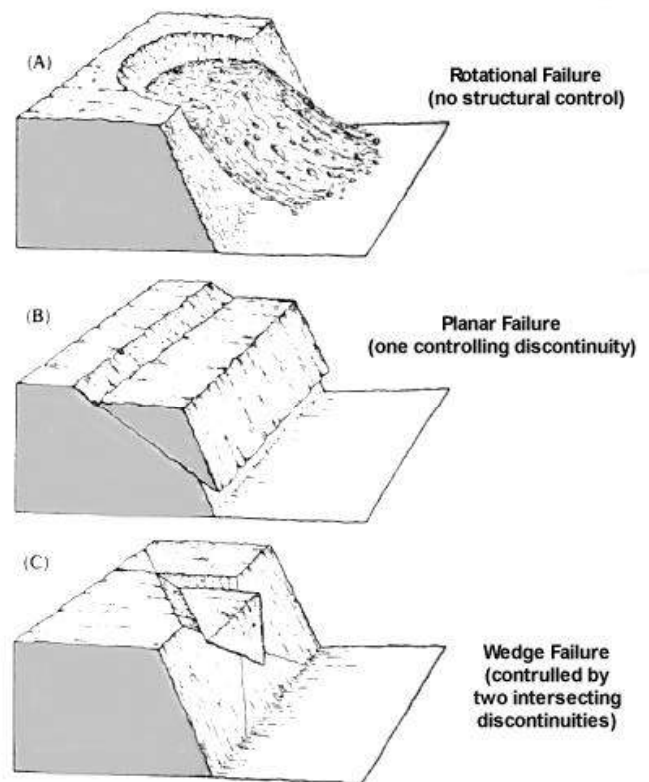 (A)
Rotational Failure
(no structural control)
(B)
Planar Failure
(one controlling discontinuity)
(C)
Wedge Failure
(contrulled by
two intersecting
discontinuities)